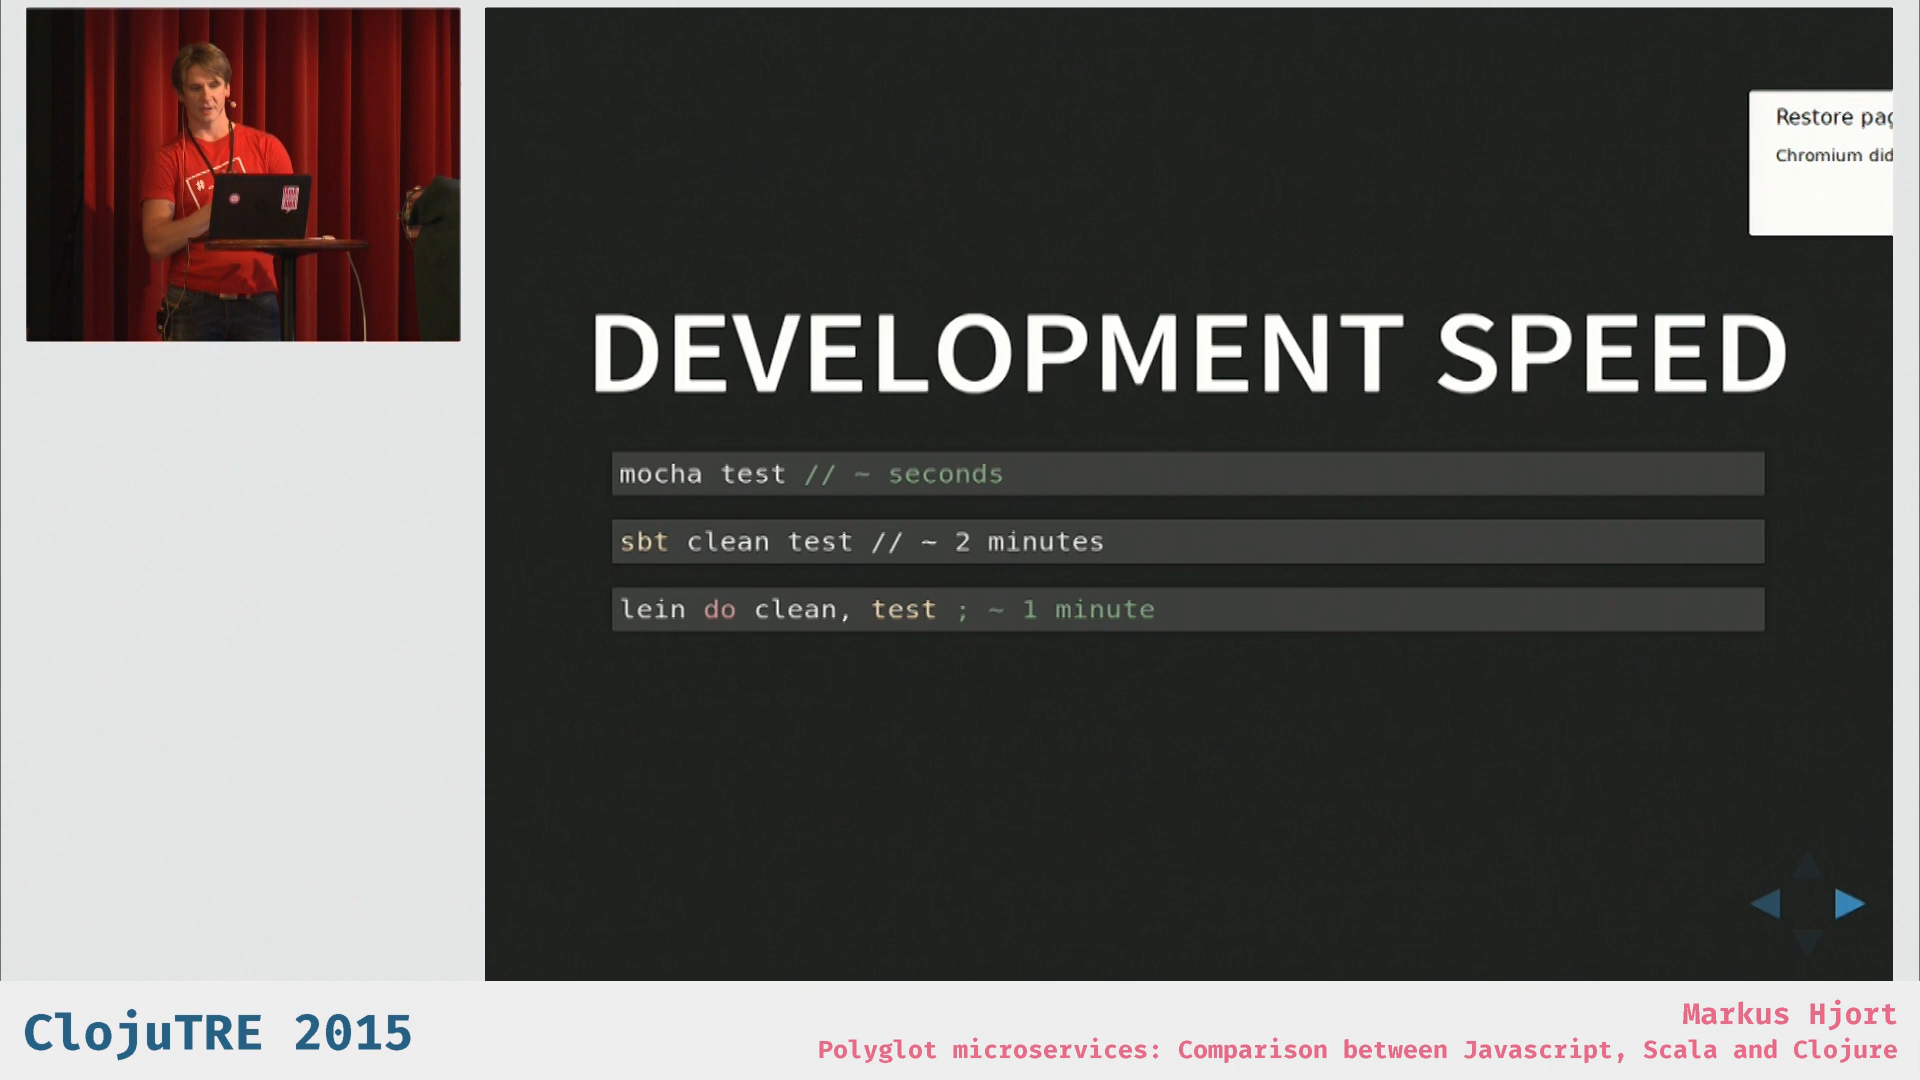 Restore pag
Chromium did
DEVELOPMENT SPEED
mocha test // ~ seconds
sbt clean test // ~ 2 minutes
lein do clean, test ; ~ 1 minute
ClojuTRE 2015
Markus Hjort
Polyglot microservices: Comparison between Javascript, Scala and Clojure